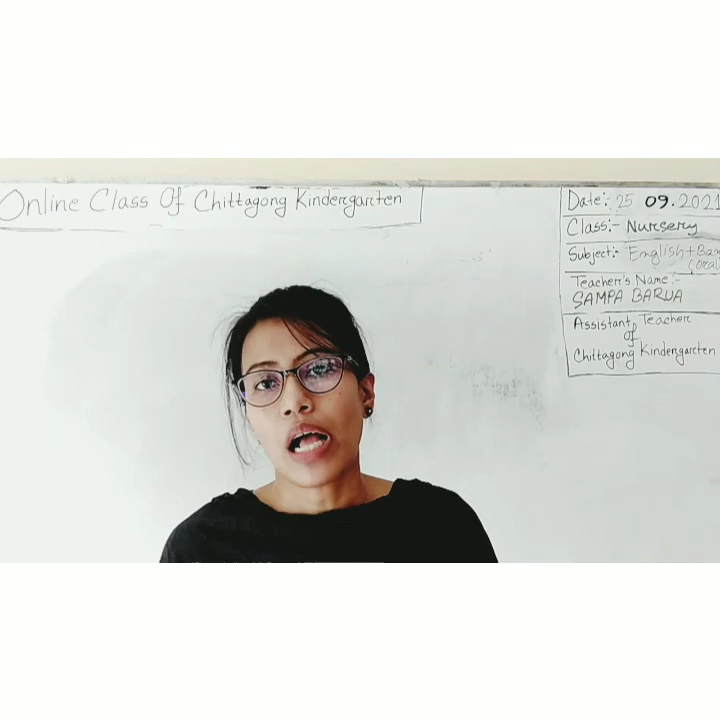 Online Class Of Chittagong Kindergarten
Date:- 25 09.2021
Class:- Nursery
Subject:- English+
(Oral
Teacher's Name:-
SAMPA BARUA
Assistant Teacher
of
Chittagong Kindergarten